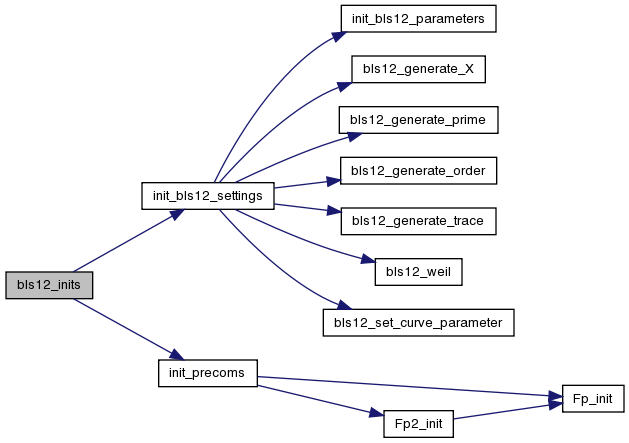 init_bls12_parameters
bls12_generate_X
bls12_generate_prime
bls12_generate_order
init_bls12_settings
bls12_generate_trace
bls12_weil
bls12_inits
bls12_set_curve_parameter
init_precoms
Fp_init
Fp2_init